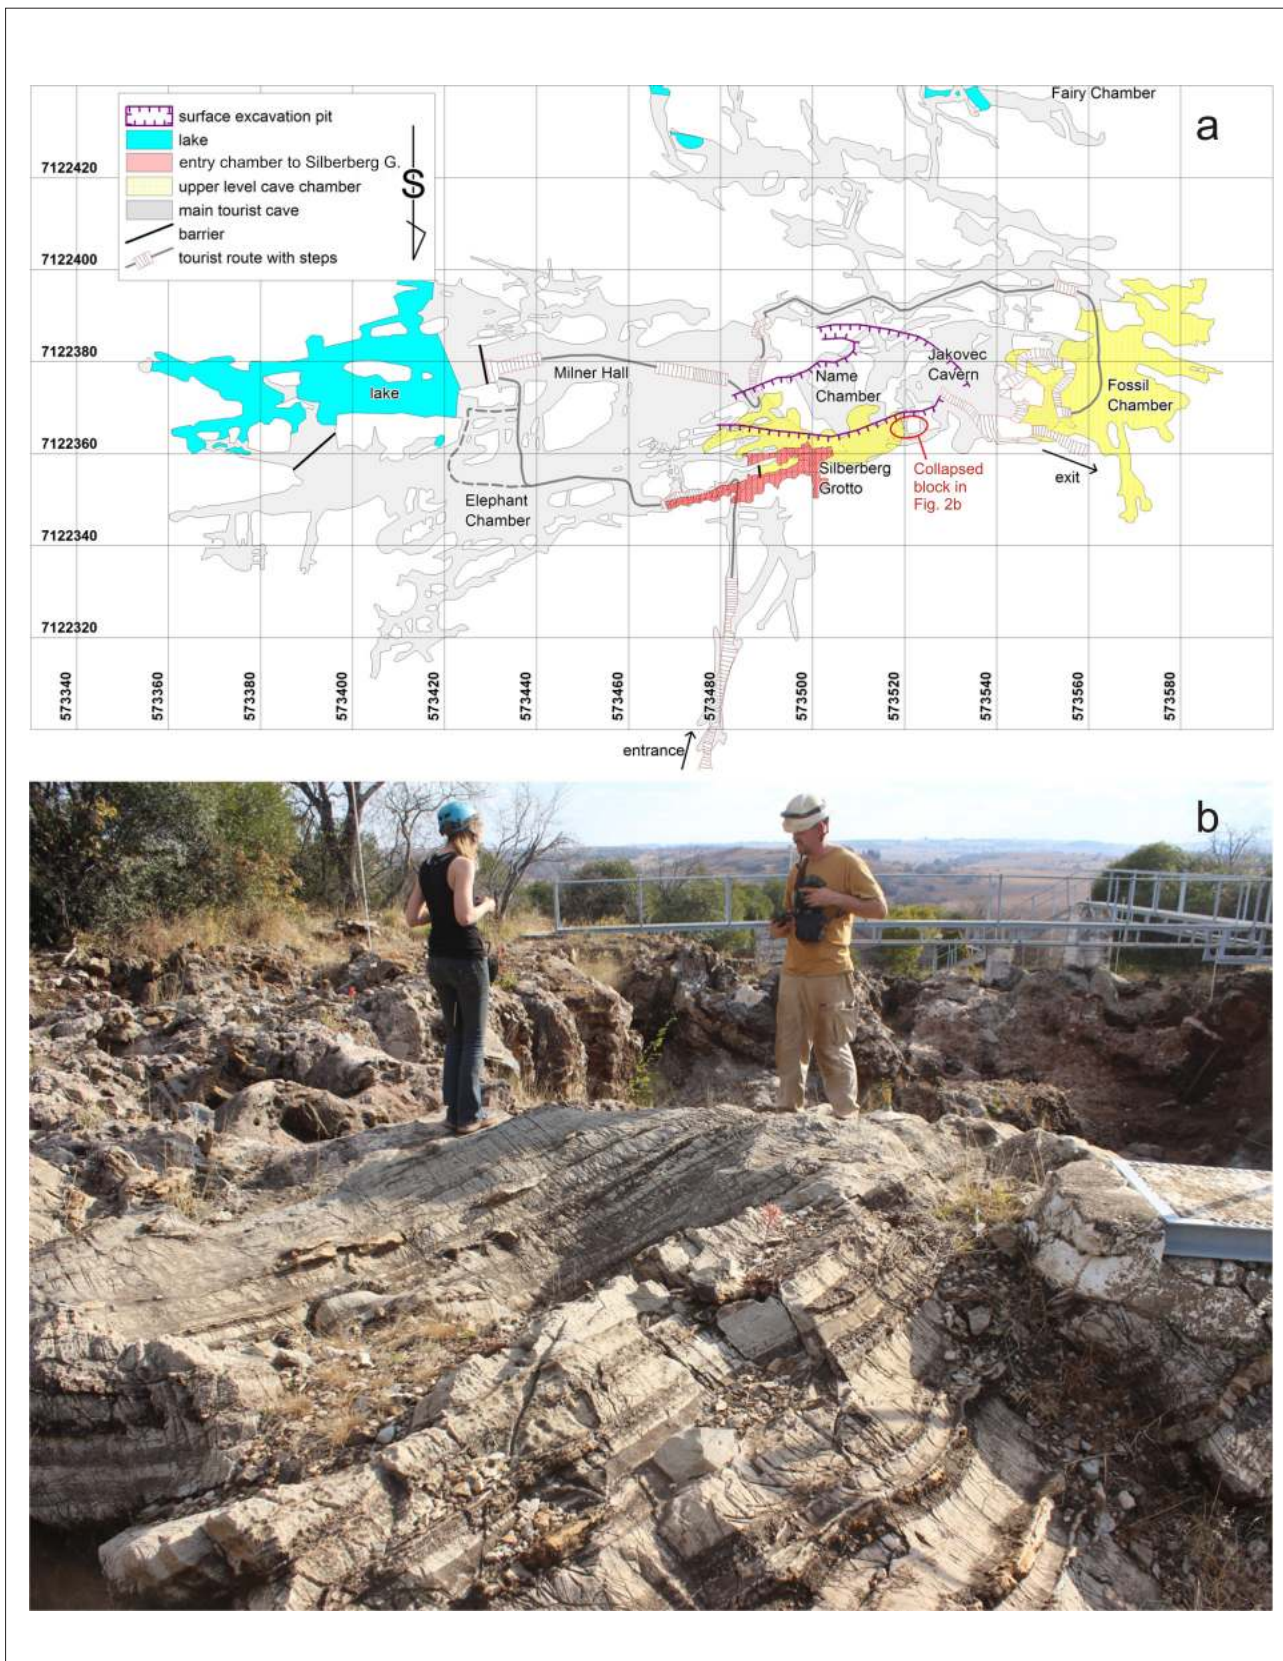 a
Fairy Chamber
surface excavation pit
lake
entry chamber to Silberberg G.
upper level cave chamber
main tourist cave
barrier
tourist route with steps
S
7122420
7122400
7122380
7122360
7122340
7122320
lake
Milner Hall
Name
Chamber
Jakovec
Cavern
Fossil
Chamber
Silberberg
Grotto
Collapsed
block in
Fig. 2b
exit
Elephant
Chamber
573340
573360
573380
573400
573420
573440
573460
573480
573500
573520
573540
573560
573580
entrance
b